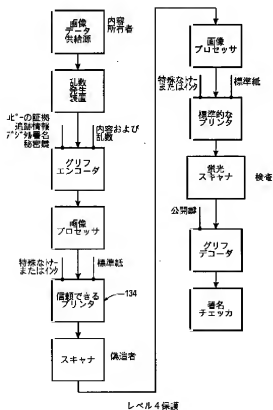 画像
データ
供給源
内容
所有者
乱数
発生
装置
コピーの証拠
追跡情報
デジタル署名
秘密鍵
内容および
乱数
グリフ
エンコーダ
画像
プロセッサ
特殊なトナー
またはインク
標準紙
信頼できる
プリンタ
134
スキャナ
偽造者
画像
プロセッサ
特殊なトナー
またはインク
標準紙
標準的な
プリンタ
蛍光
スキャナ
検査
公開鍵
グリフ
デコーダ
署名
チェッカ
レベル4保護